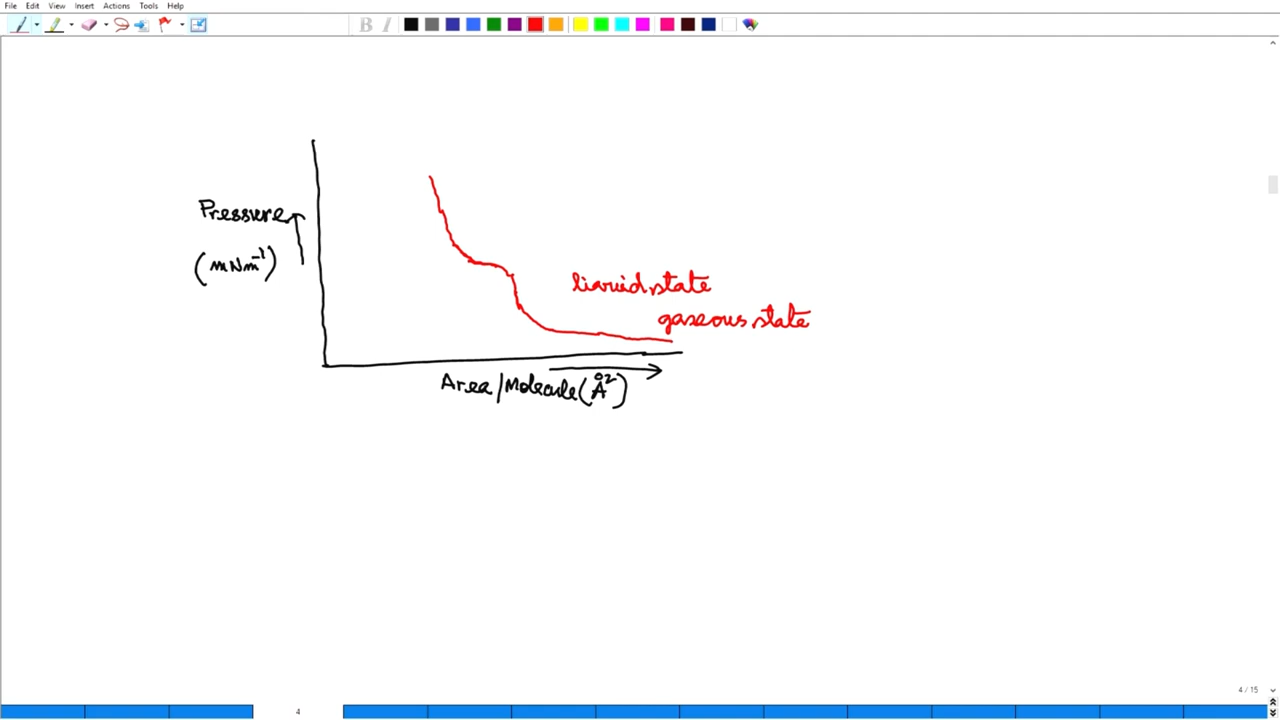 File Edit View Insert Actions Tools Help
B I
Pressure
(mNm⁻¹)
liquid state
gaseous state
Area/Molecule(Å²)
4 / 15
4